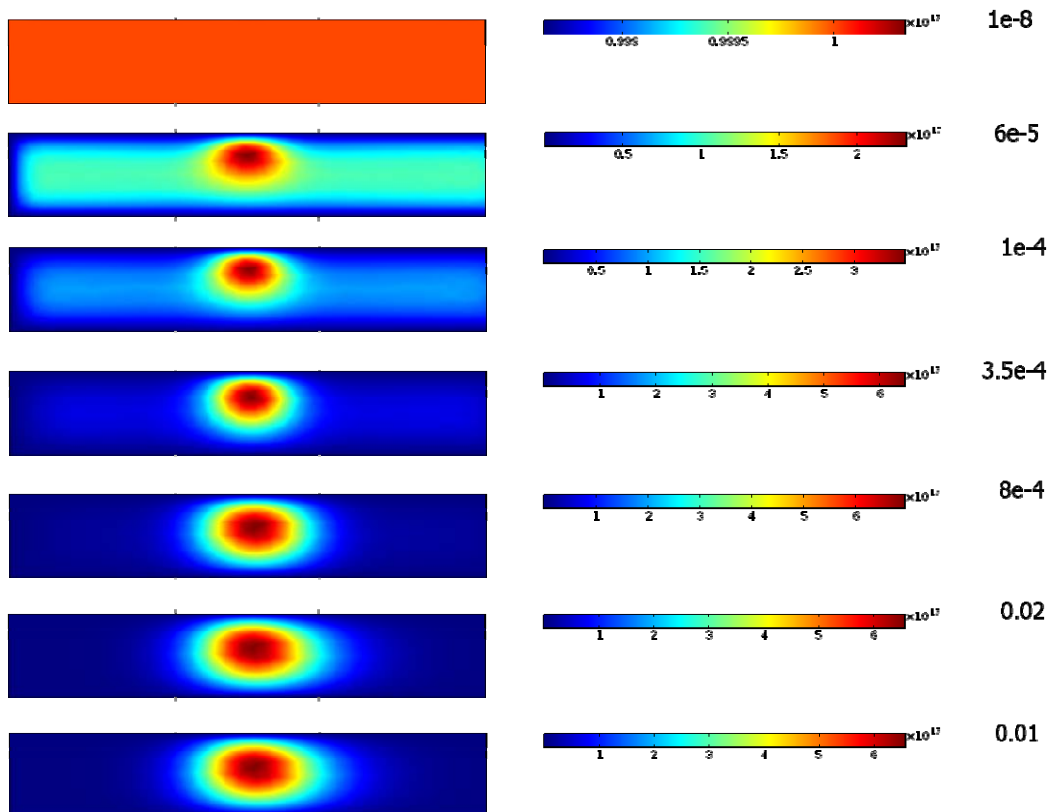 ×10¹⁷ 1e-8
0.999 0.9995 1
×10¹⁷ 6e-5
0.5 1 1.5 2
×10¹⁷ 1e-4
0.5 1 1.5 2 2.5 3
×10¹⁷ 3.5e-4
1 2 3 4 5 6
×10¹⁷ 8e-4
1 2 3 4 5 6
×10¹⁷ 0.02
1 2 3 4 5 6
×10¹⁷ 0.01
1 2 3 4 5 6